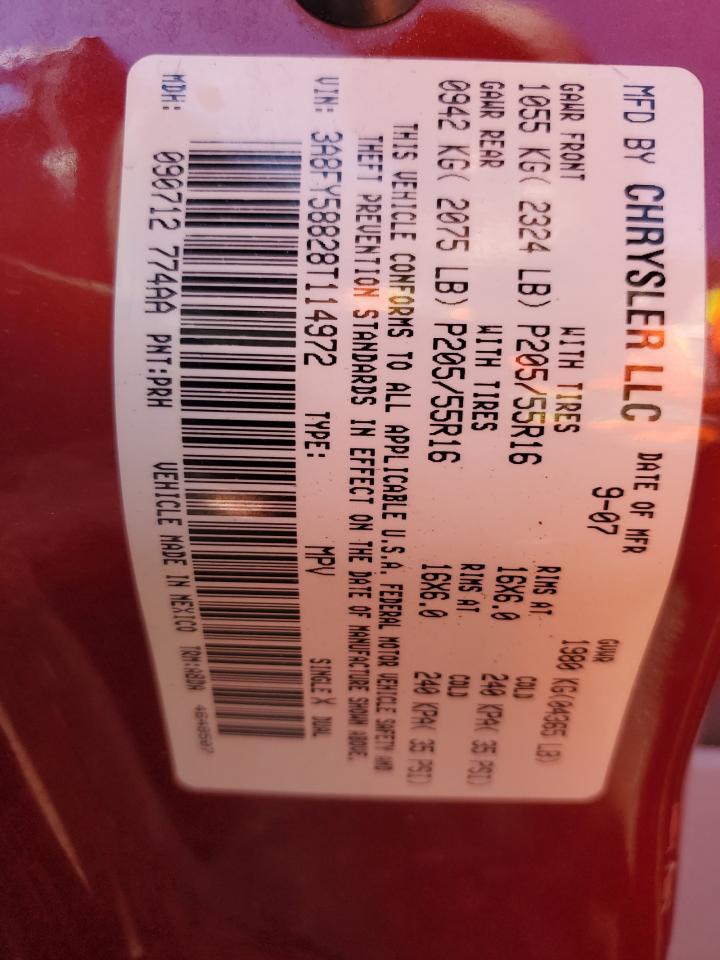 MFD BY CHRYSLER LLC DATE OF MFR GVWR
9-07 1980 KG(04365 LB)
GAWR FRONT WITH TIRES RIMS AT COLD
1055 KG( 2324 LB) P205/55R16 16X6.0 240 KPA( 35 PSI)
GAWR REAR WITH TIRES RIMS AT COLD
0942 KG( 2075 LB) P205/55R16 16X6.0 240 KPA( 35 PSI)
THIS VEHICLE CONFORMS TO ALL APPLICABLE U.S.A. FEDERAL MOTOR VEHICLE SAFETY AND
THEFT PREVENTION STANDARDS IN EFFECT ON THE DATE OF MANUFACTURE SHOWN ABOVE.
VIN: 3A8FY58828T114972 TYPE: MPV SINGLE X DUAL
MDH: 090712 774AA PNT:PRH VEHICLE MADE IN MEXICO TRM: